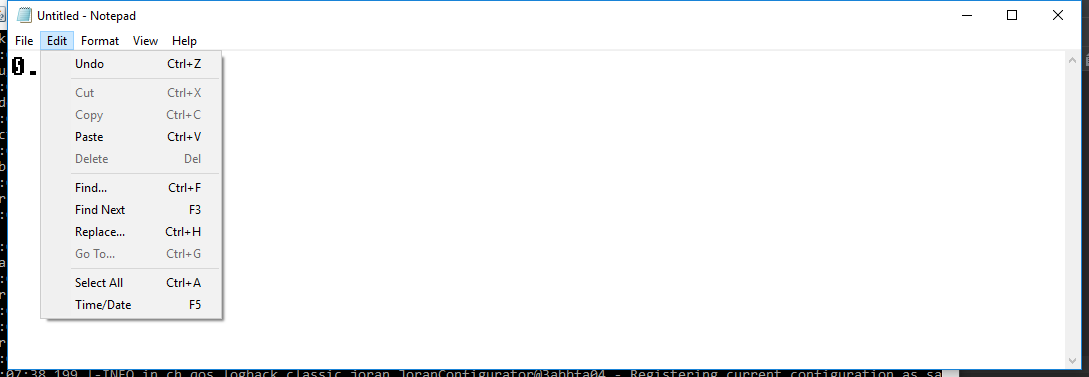 Untitled - Notepad
File Edit Format View Help
Undo Ctrl+Z
Cut Ctrl+X
Copy Ctrl+C
Paste Ctrl+V
Delete Del
Find... Ctrl+F
Find Next F3
Replace... Ctrl+H
Go To... Ctrl+G
Select All Ctrl+A
Time/Date F5
:07:38,199 |-INFO in ch.qos.logback.classic.joran.JoranConfigurator@3abbfa04 - Registering current configuration as sa